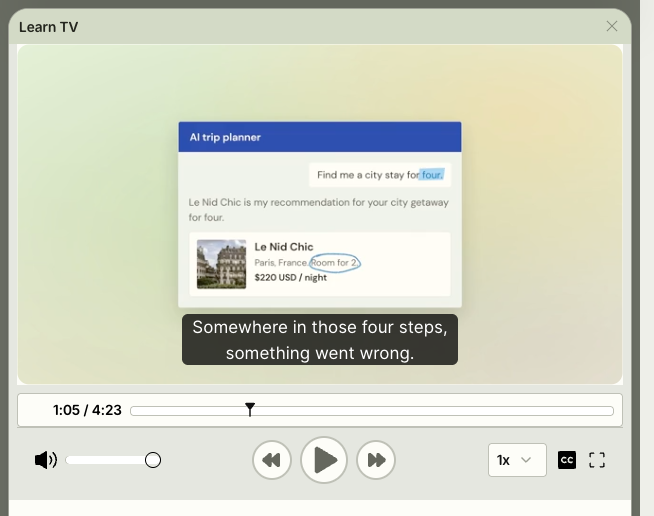 Learn TV
AI trip planner
Find me a city stay for four.
Le Nid Chic is my recommendation for your city getaway
for four.
Le Nid Chic
Paris, France. Room for 2.
$220 USD / night
Somewhere in those four steps,
something went wrong.
1:05 / 4:23
1x
CC